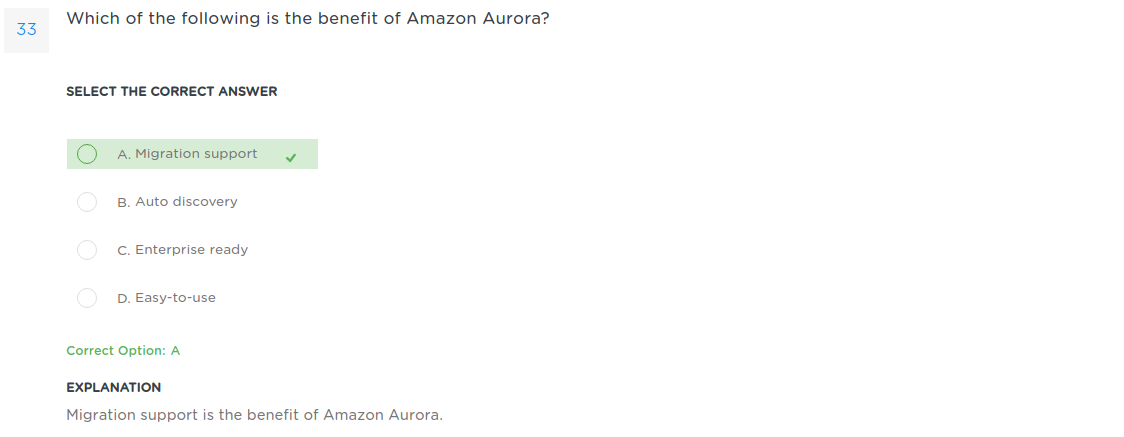 33
Which of the following is the benefit of Amazon Aurora?
SELECT THE CORRECT ANSWER
A. Migration support
B. Auto discovery
C. Enterprise ready
D. Easy-to-use
Correct Option: A
EXPLANATION
Migration support is the benefit of Amazon Aurora.